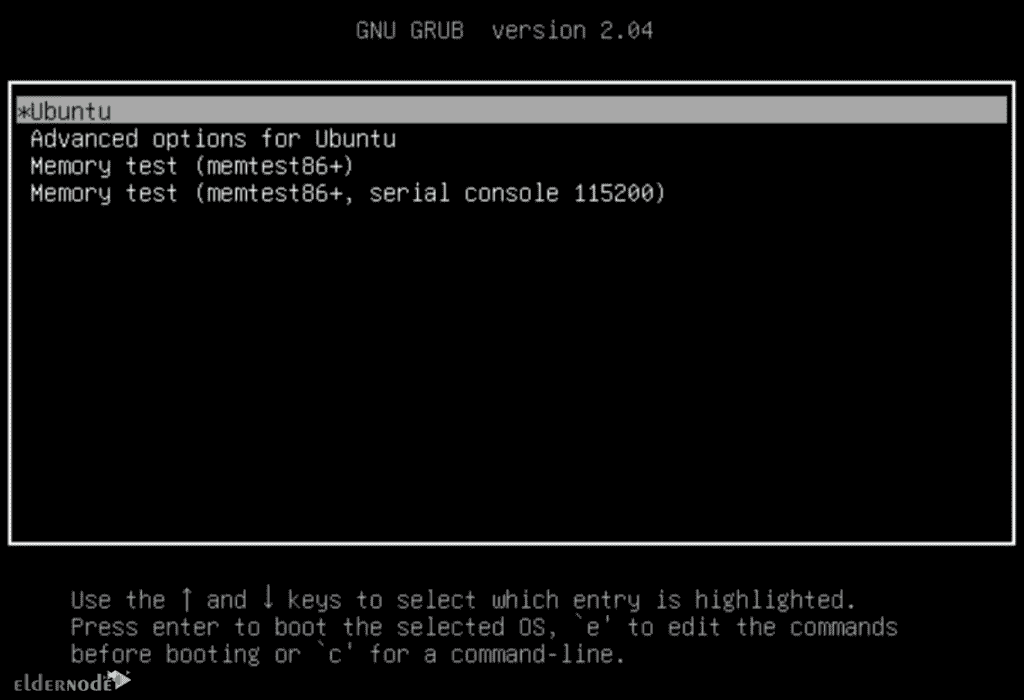 GNU GRUB  version 2.04
*Ubuntu
Advanced options for Ubuntu
Memory test (memtest86+)
Memory test (memtest86+, serial console 115200)
Use the ↑ and ↓ keys to select which entry is highlighted.
Press enter to boot the selected OS, `e' to edit the commands
before booting or `c' for a command-line.
eldernode